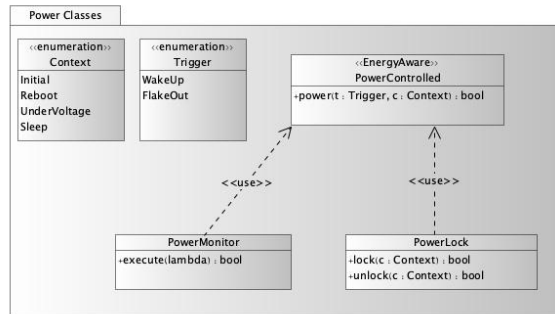 Power Classes
‹‹enumeration››
Context
Initial
Reboot
UnderVoltage
Sleep
‹‹enumeration››
Trigger
WakeUp
FlakeOut
‹‹EnergyAware››
PowerControlled
+power(t : Trigger, c : Context) : bool
<<use>>
<<use>>
PowerMonitor
+execute(lambda) : bool
PowerLock
+lock(c : Context) : bool
+unlock(c : Context) : bool